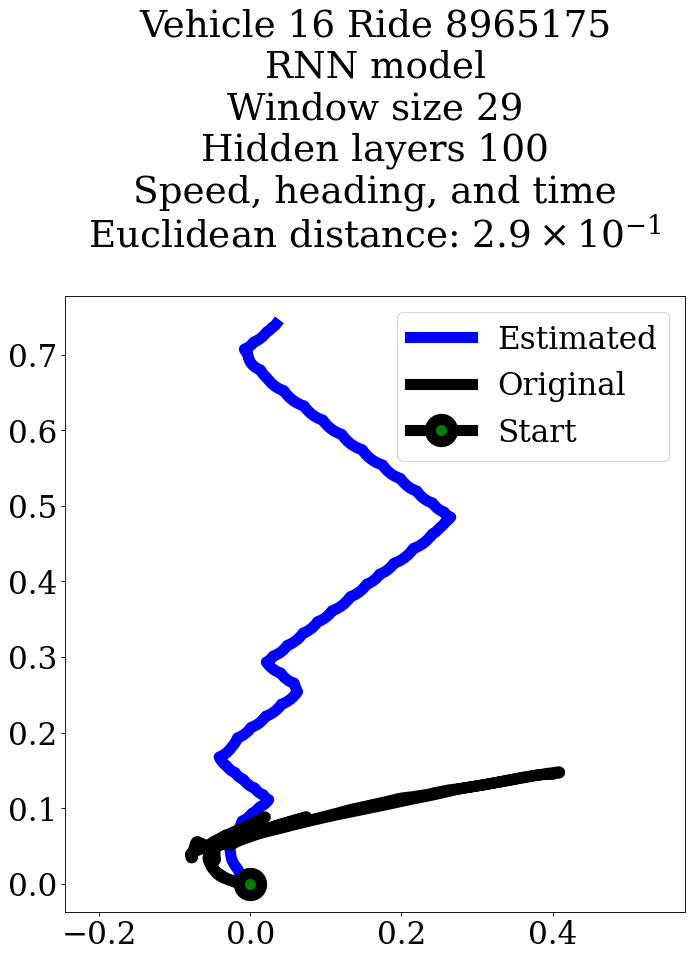 Vehicle 16 Ride 8965175
RNN model
Window size 29
Hidden layers 100
Speed, heading, and time
Euclidean distance: 2.9 × 10⁻¹
Estimated
Original
Start
0.7
0.6
0.5
0.4
0.3
0.2
0.1
0.0
−0.2 0.0 0.2 0.4